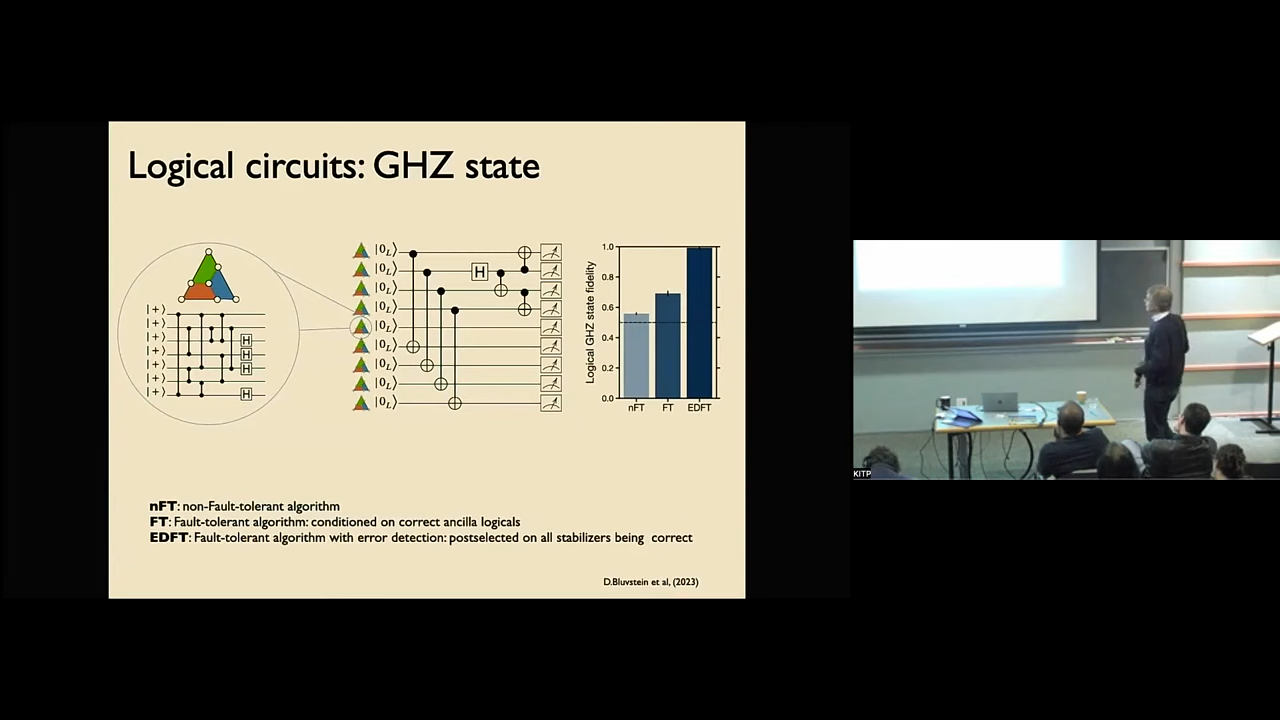 Logical circuits: GHZ state
|+⟩
|+⟩
|+⟩
|+⟩
|+⟩
|+⟩
|+⟩
H
H
H
H
|0L⟩
|0L⟩
|0L⟩
|0L⟩
|0L⟩
|0L⟩
|0L⟩
|0L⟩
|0L⟩
H
Logical GHZ state fidelity
1.0
0.8
0.6
0.4
0.2
0.0
nFT FT EDFT
nFT: non-Fault-tolerant algorithm
FT: Fault-tolerant algorithm: conditioned on correct ancilla logicals
EDFT: Fault-tolerant algorithm with error detection: postselected on all stabilizers being correct
D.Bluvstein et al, (2023)
KITP